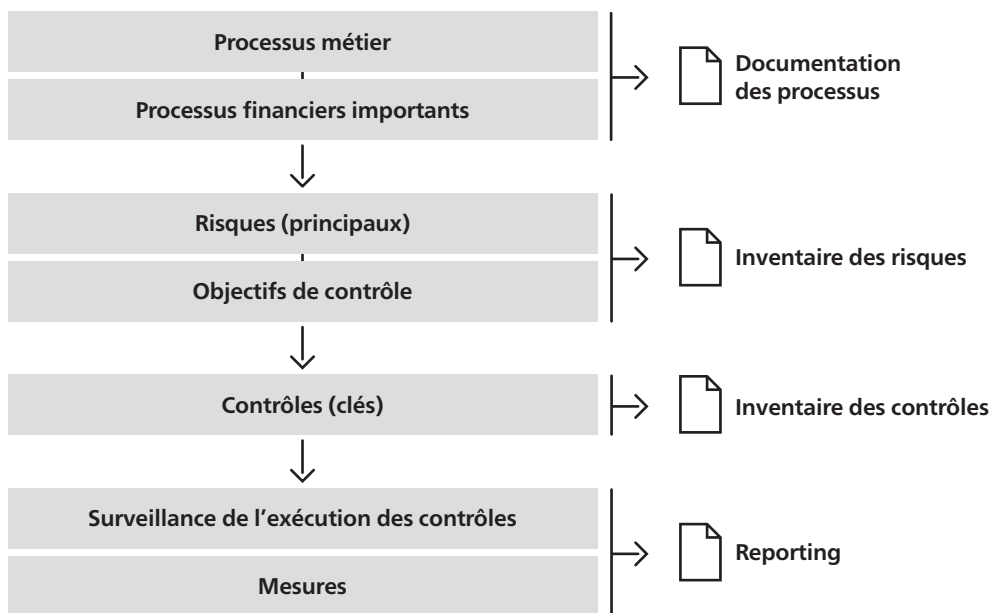 Processus métier
Processus financiers importants
Documentation
des processus
Risques (principaux)
Objectifs de contrôle
Inventaire des risques
Contrôles (clés)
Inventaire des contrôles
Surveillance de l’exécution des contrôles
Mesures
Reporting